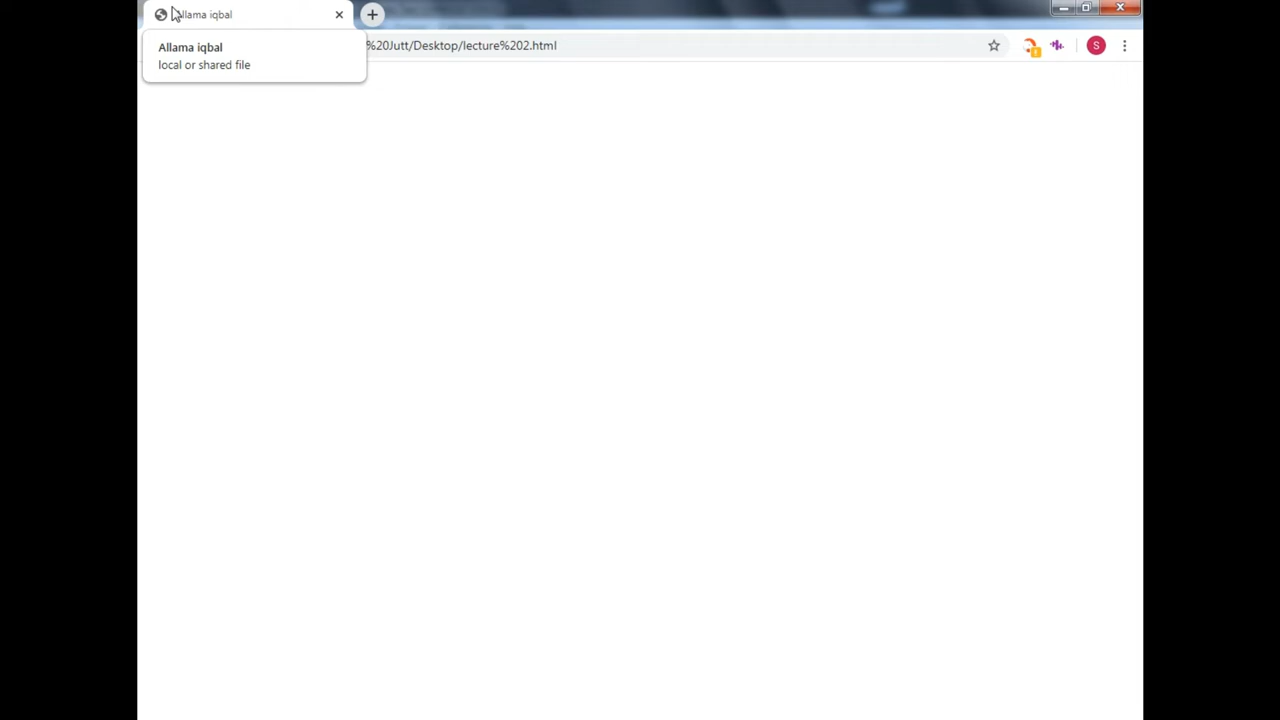 Allama iqbal
Allama iqbal
local or shared file
%20Jutt/Desktop/lecture%202.html
S